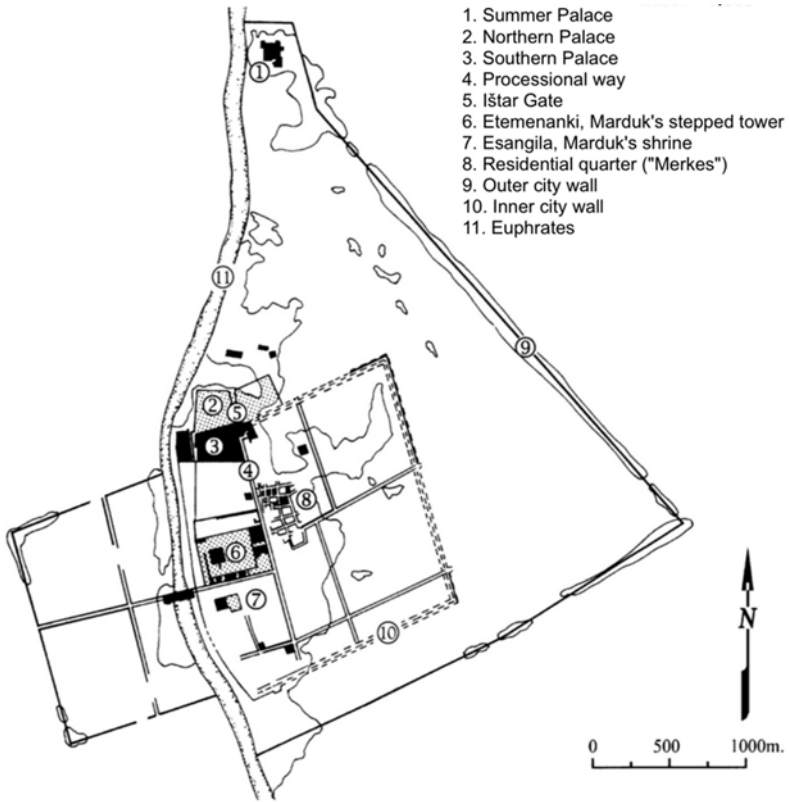 1. Summer Palace
2. Northern Palace
3. Southern Palace
4. Processional way
5. Ištar Gate
6. Etemenanki, Marduk's stepped tower
7. Esangila, Marduk's shrine
8. Residential quarter ("Merkes")
9. Outer city wall
10. Inner city wall
11. Euphrates
1
11
9
2
5
3
4
8
6
7
10
N
0 500 1000m.